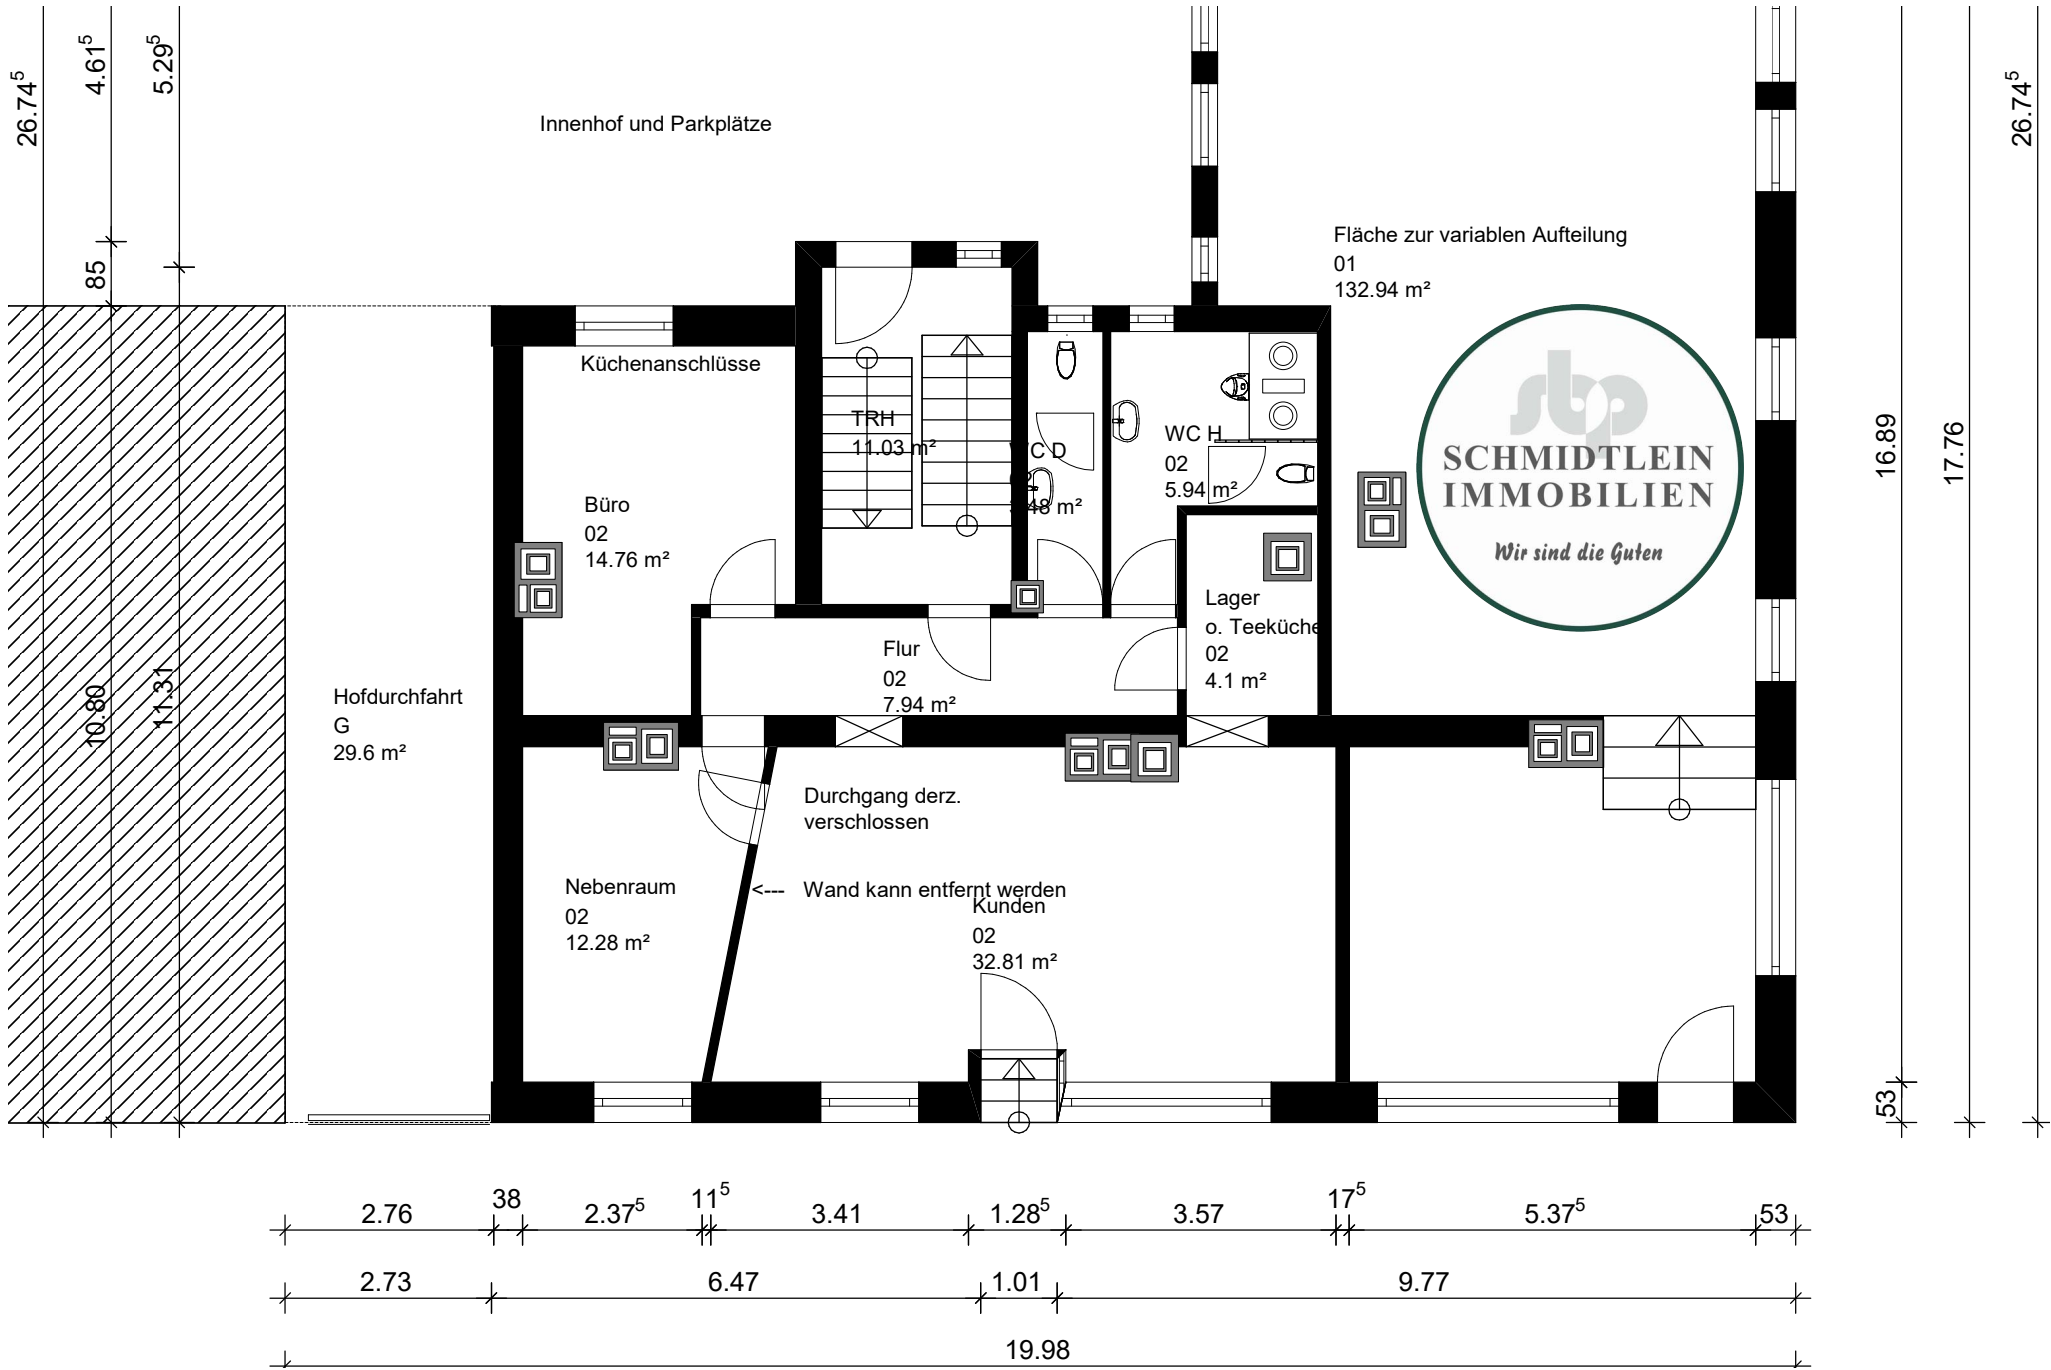 26.74⁵
4.61⁵
5.29⁵
26.74⁵
Innenhof und Parkplätze
85
Fläche zur variablen Aufteilung
01
132.94 m²
Küchenanschlüsse
TRH
11.03 m²
C D
48 m²
WC H
02
5.94 m²
SCHMIDTLEIN
IMMOBILIEN
Wir sind die Guten
16.89
17.76
Büro
02
14.76 m²
Lager
o. Teeküche
02
4.1 m²
Flur
02
7.94 m²
10.80
11.31
Hofdurchfahrt
G
29.6 m²
Durchgang derz.
verschlossen
Nebenraum
02
12.28 m²
<--- Wand kann entfernt werden
Kunden
02
32.81 m²
53
2.76 38 2.37⁵ 11⁵ 3.41 1.28⁵ 3.57 17⁵ 5.37⁵ 53
2.73 6.47 1.01 9.77
19.98